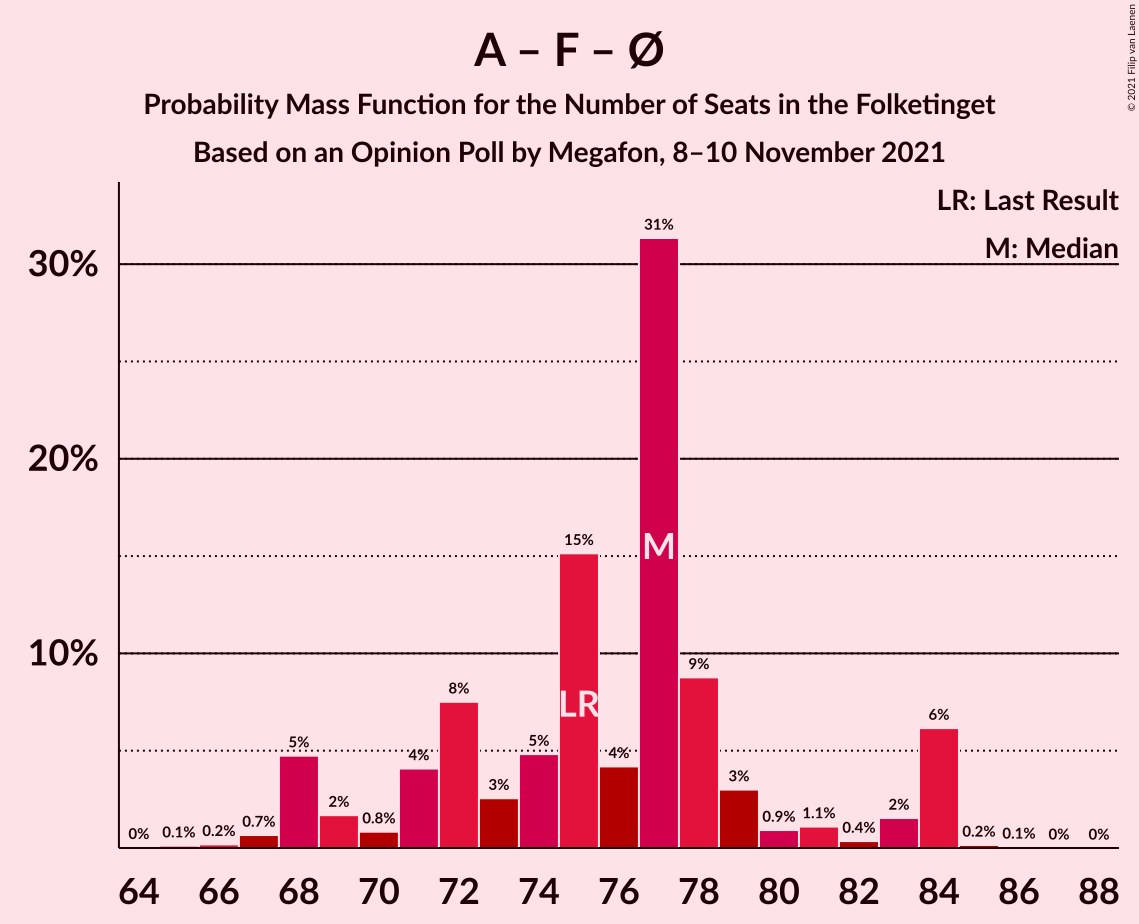 A – F – Ø
Probability Mass Function for the Number of Seats in the Folketinget
Based on an Opinion Poll by Megafon, 8–10 November 2021
© 2021 Filip van Laenen
LR: Last Result
M: Median
30%
20%
10%
0% 0.1% 0.2% 0.7% 5% 2% 0.8% 4% 8% 3% 5% 15% 4% 31% 9% 3% 0.9% 1.1% 0.4% 2% 6% 0.2% 0.1% 0% 0%
LR
M
64 66 68 70 72 74 76 78 80 82 84 86 88